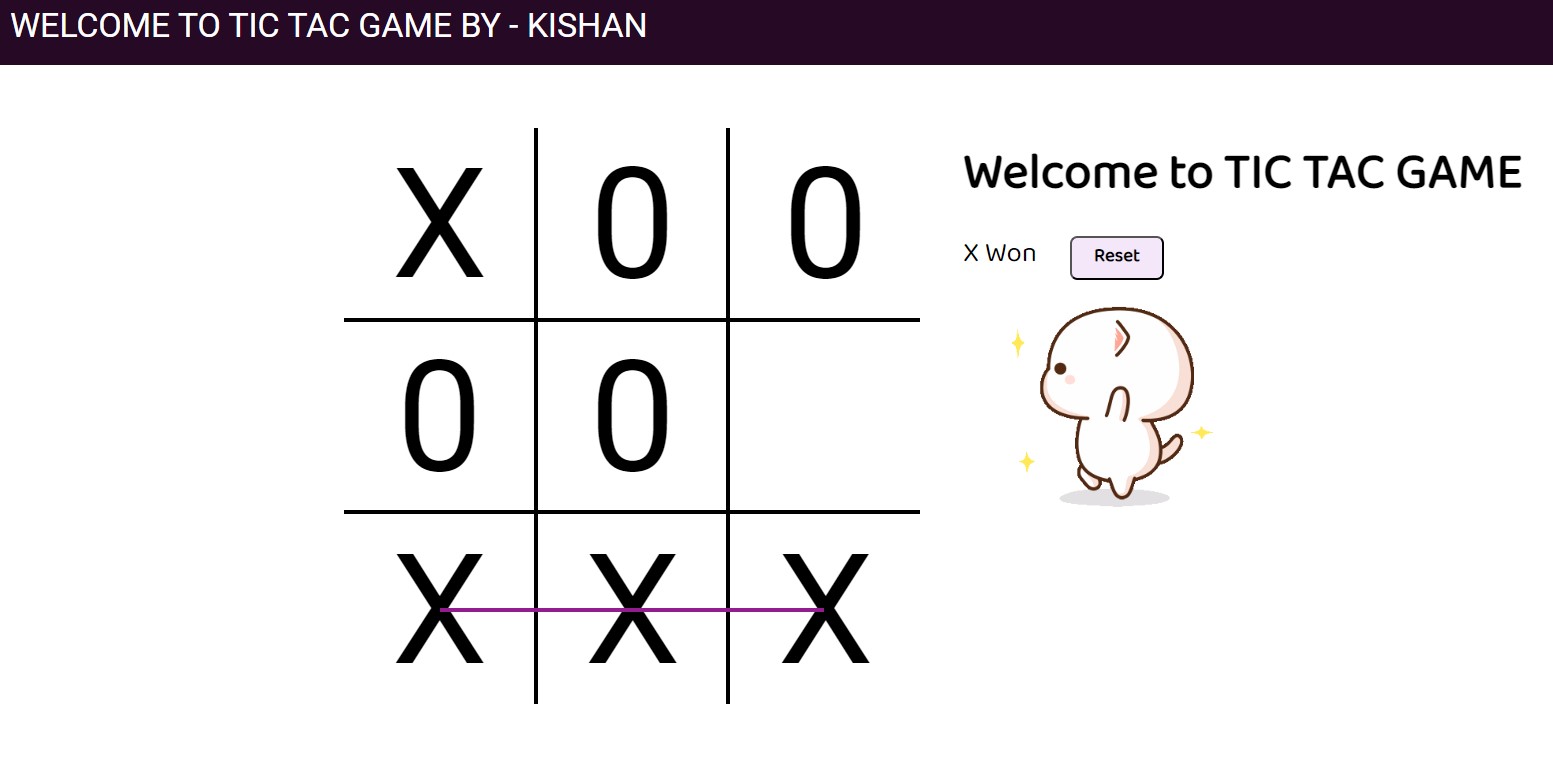 WELCOME TO TIC TAC GAME BY - KISHAN
Welcome to TIC TAC GAME
X Won
Reset
X 0 0
0 0
X X X